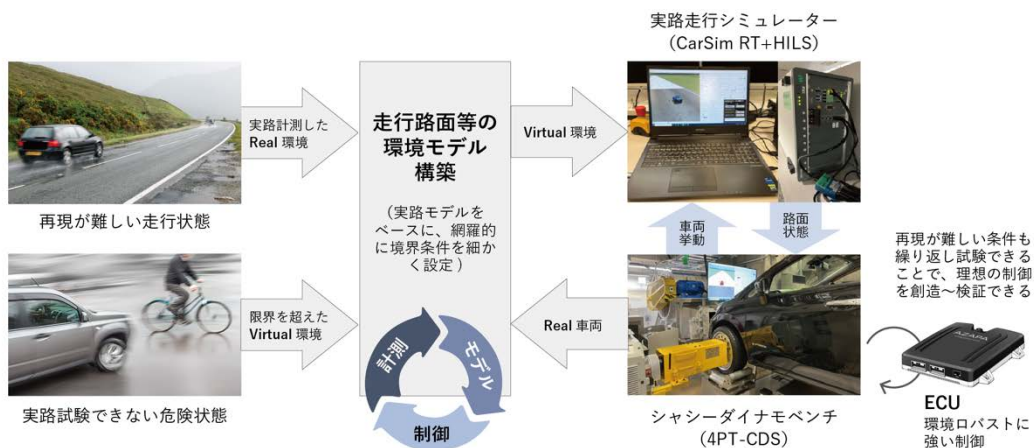 実路走行シミュレーター
（CarSim RT+HILS）
実路計測した
Real 環境
走行路面等の
環境モデル
構築
（実路モデルを
ベースに、網羅的
に境界条件を細か
く設定 ）
Virtual 環境
再現が難しい走行状態
車両
挙動
路面
状態
再現が難しい条件も
繰り返し試験できる
ことで、理想の制御
を創造～検証できる
限界を超えた
Virtual 環境
Real 車両
計測
モデル
制御
AZAPA
実路試験できない危険状態
シャシーダイナモベンチ
（4PT-CDS）
ECU
環境ロバストに
強い制御